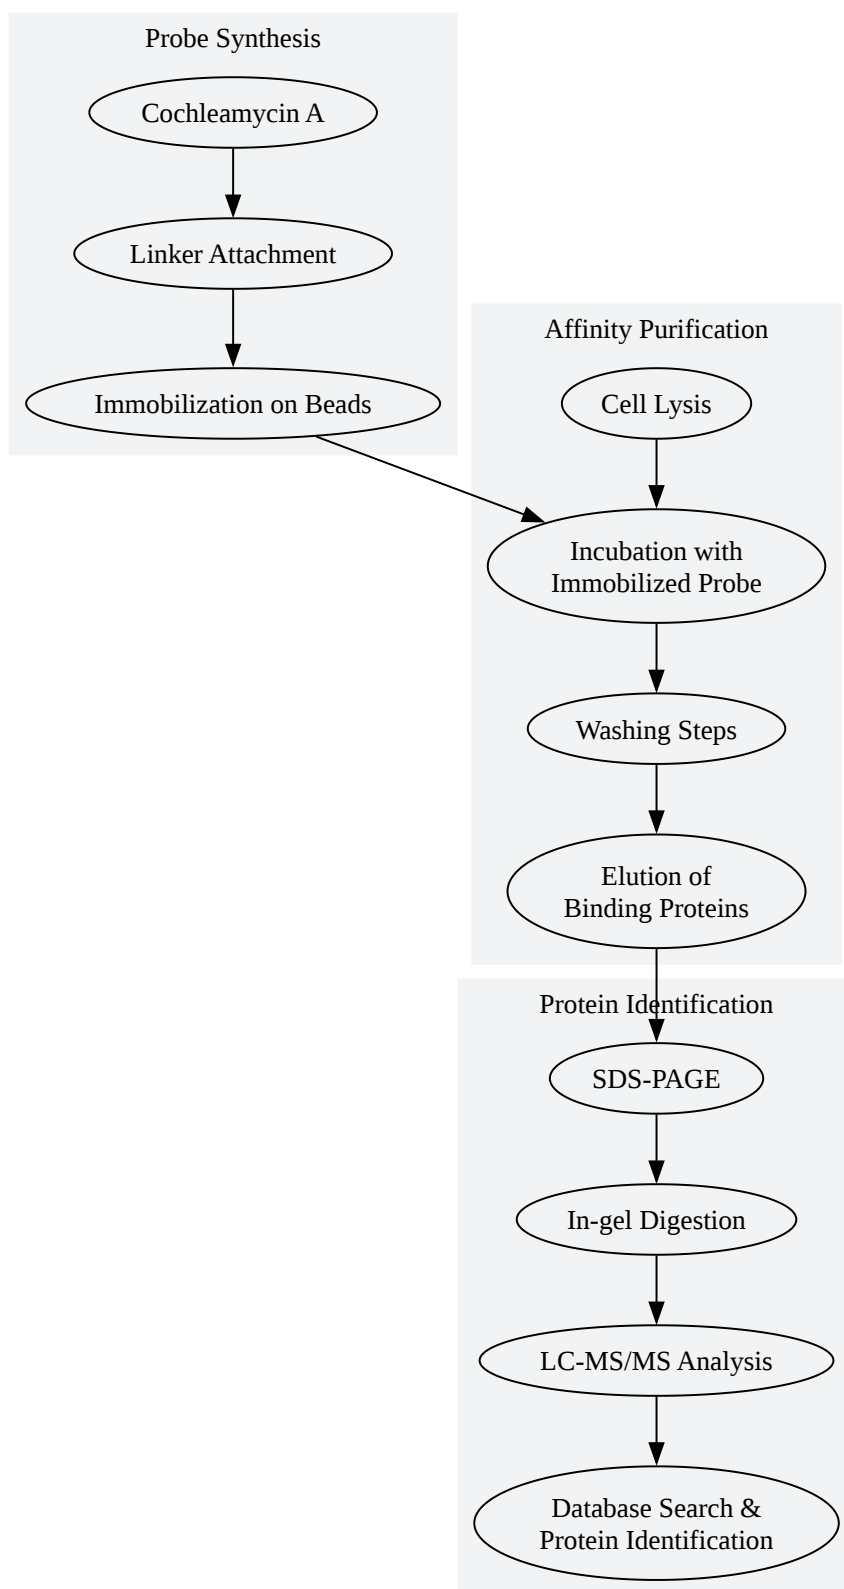 Probe Synthesis
Cochleamycin A
Linker Attachment
Immobilization on Beads
Affinity Purification
Cell Lysis
Incubation with
Immobilized Probe
Washing Steps
Elution of
Binding Proteins
Protein Identification
SDS-PAGE
In-gel Digestion
LC-MS/MS Analysis
Database Search &
Protein Identification